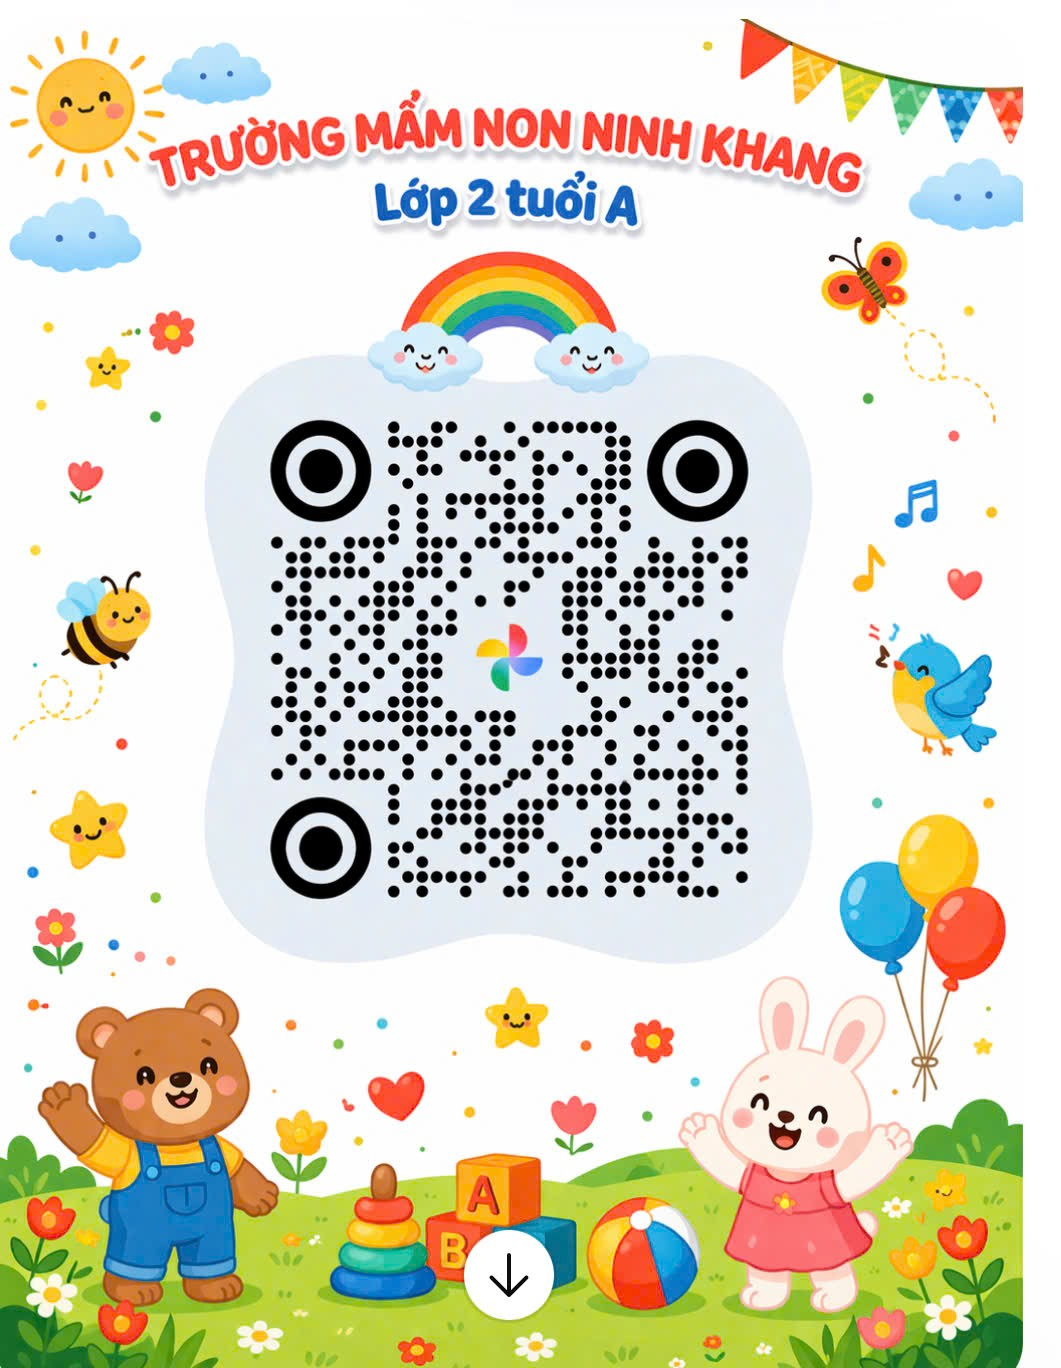 TRƯỜNG MẦM NON NINH KHANG
Lớp 2 tuổi A
A
B